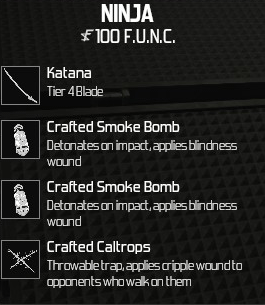 NINJA
£100 F.U.N.C.
Katana
Tier 4 Blade
Crafted Smoke Bomb
Detonates on impact, applies blindness
wound
Crafted Smoke Bomb
Detonates on impact, applies blindness
wound
Crafted Caltrops
Throwable trap, applies cripple wound to
opponents who walk on them